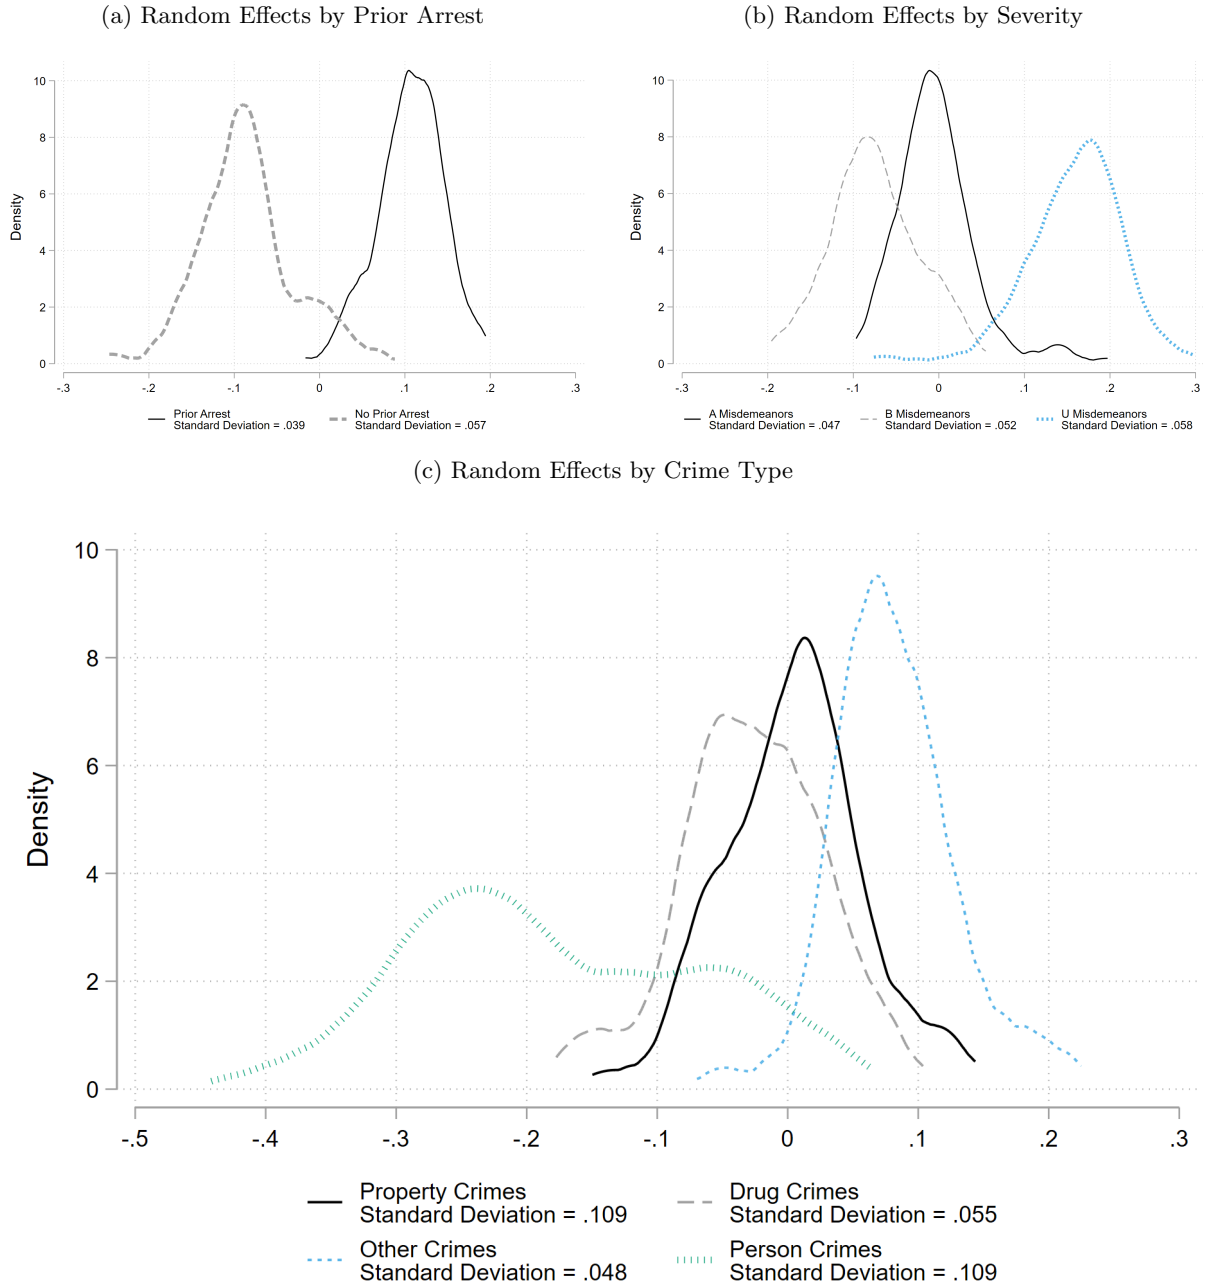 (a) Random Effects by Prior Arrest
(b) Random Effects by Severity
10
8
6
4
2
0
Density
-.3
-.2
-.1
0
.1
.2
.3
Prior Arrest
Standard Deviation = .039
No Prior Arrest
Standard Deviation = .057
10
8
6
4
2
0
Density
-.3
-.2
-.1
0
.1
.2
.3
A Misdemeanors
Standard Deviation = .047
B Misdemeanors
Standard Deviation = .052
U Misdemeanors
Standard Deviation = .058
(c) Random Effects by Crime Type
10
8
6
4
2
0
Density
-.5
-.4
-.3
-.2
-.1
0
.1
.2
.3
Property Crimes
Standard Deviation = .109
Drug Crimes
Standard Deviation = .055
Other Crimes
Standard Deviation = .048
Person Crimes
Standard Deviation = .109